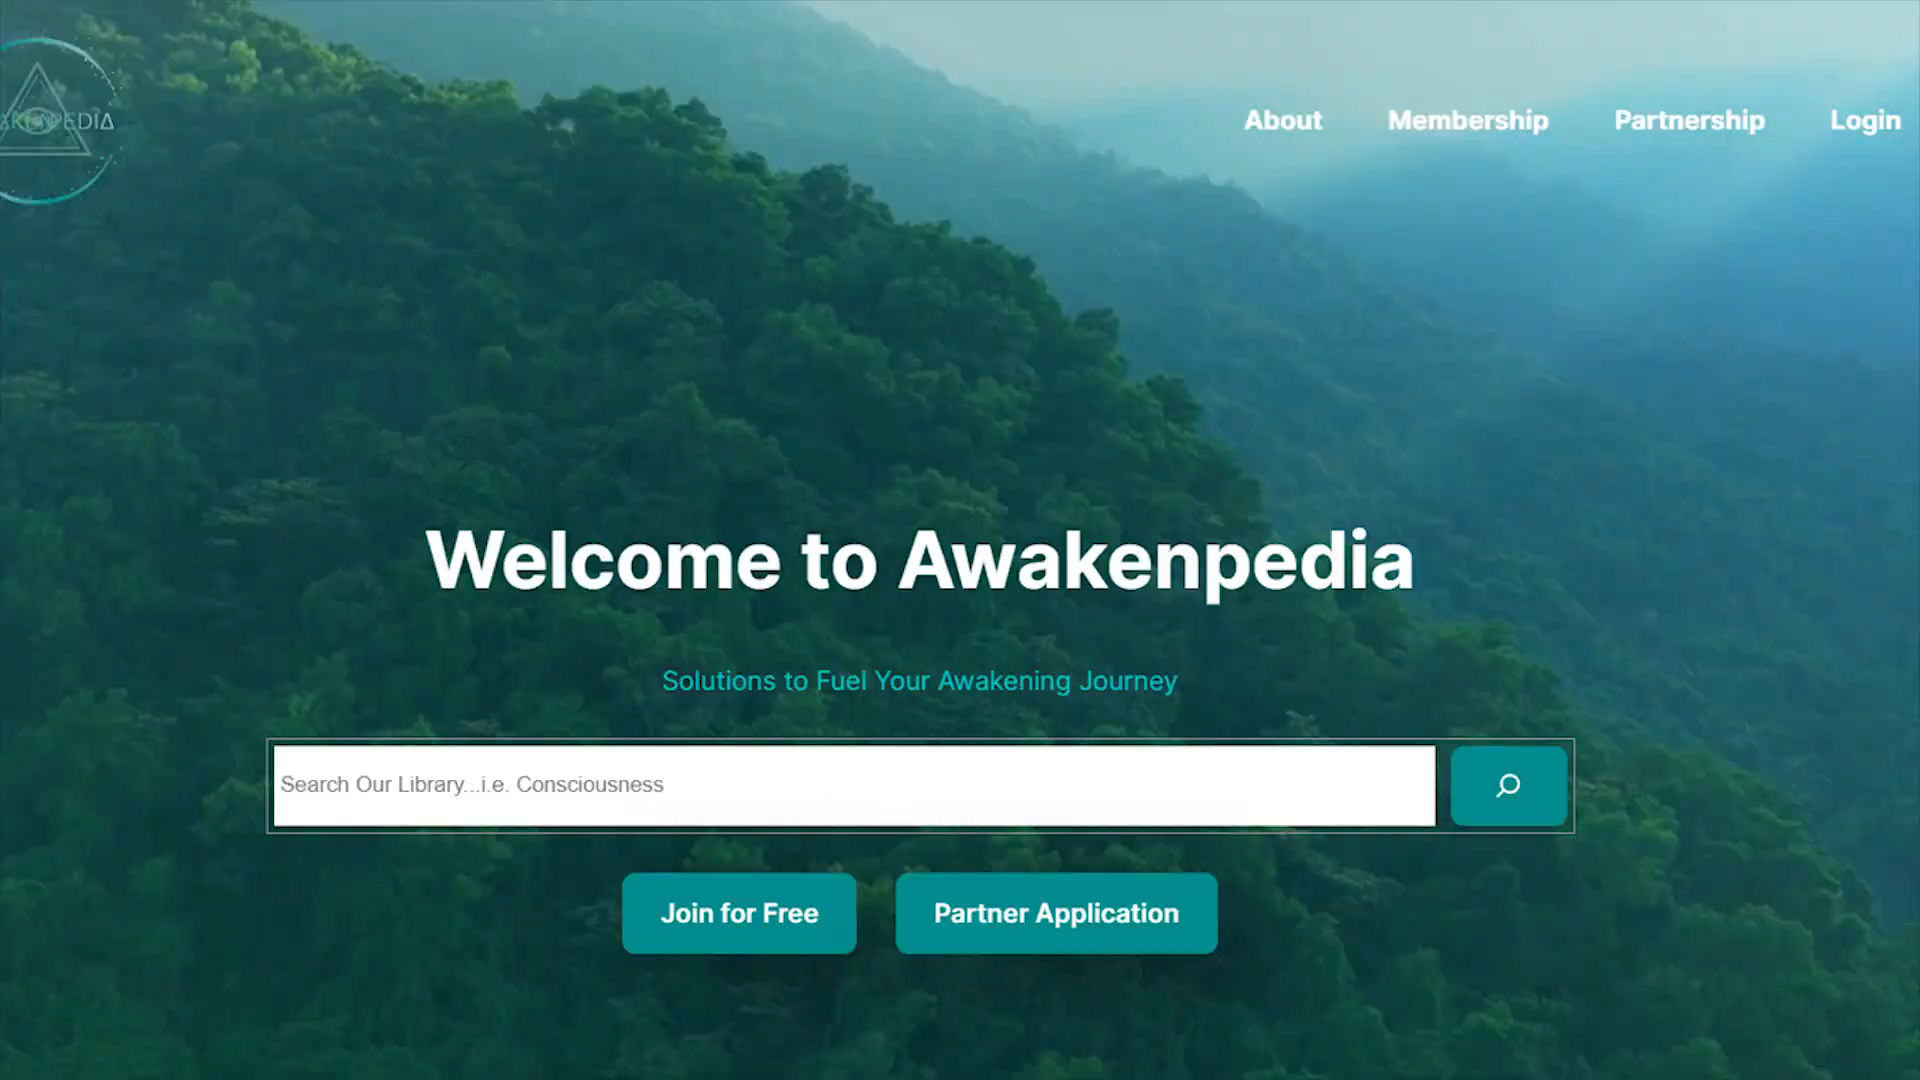 About Membership Partnership Login
Welcome to Awakenpedia
Solutions to Fuel Your Awakening Journey
Search Our Library...i.e. Consciousness
Join for Free Partner Application